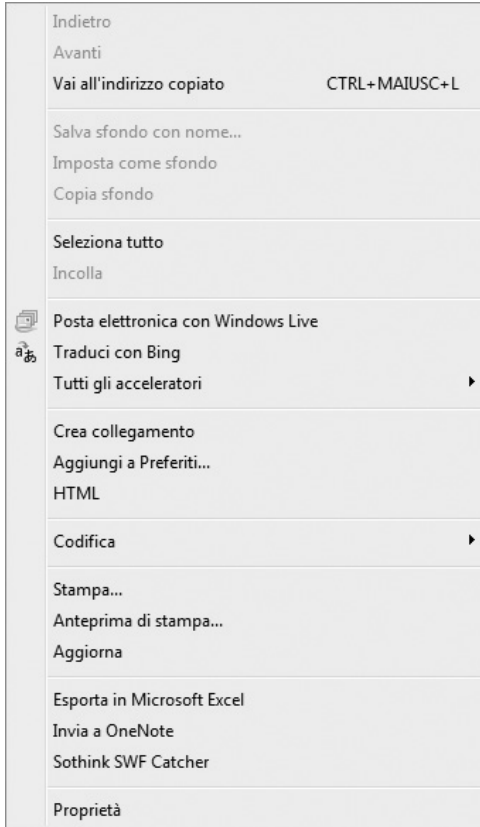 Indietro
Avanti
Vai all'indirizzo copiato CTRL+MAIUSC+L
Salva sfondo con nome...
Imposta come sfondo
Copia sfondo
Seleziona tutto
Incolla
Posta elettronica con Windows Live
aあ Traduci con Bing
Tutti gli acceleratori
Crea collegamento
Aggiungi a Preferiti...
HTML
Codifica
Stampa...
Anteprima di stampa...
Aggiorna
Esporta in Microsoft Excel
Invia a OneNote
Sothink SWF Catcher
Proprietà